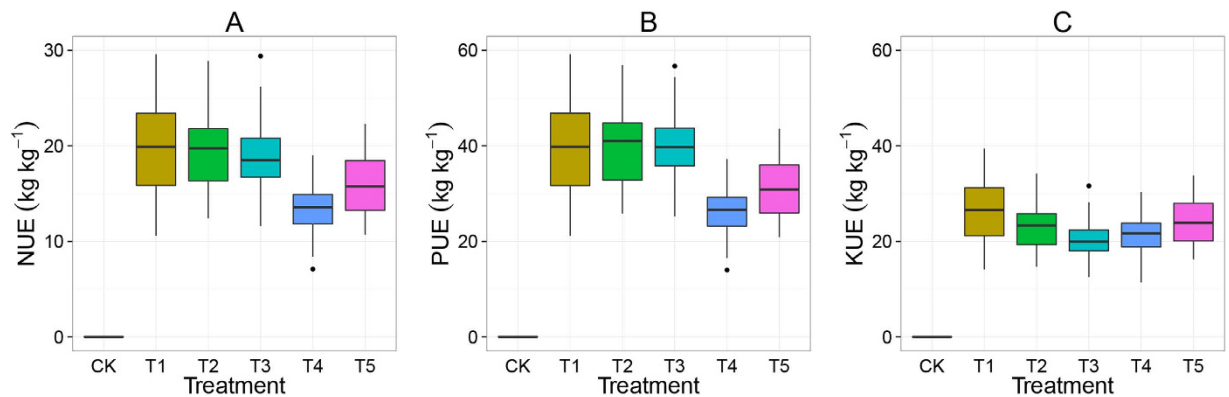 A
NUE (kg kg⁻¹)
30
20
10
0
CK T1 T2 T3 T4 T5
Treatment
B
PUE (kg kg⁻¹)
60
40
20
0
CK T1 T2 T3 T4 T5
Treatment
C
KUE (kg kg⁻¹)
60
40
20
0
CK T1 T2 T3 T4 T5
Treatment